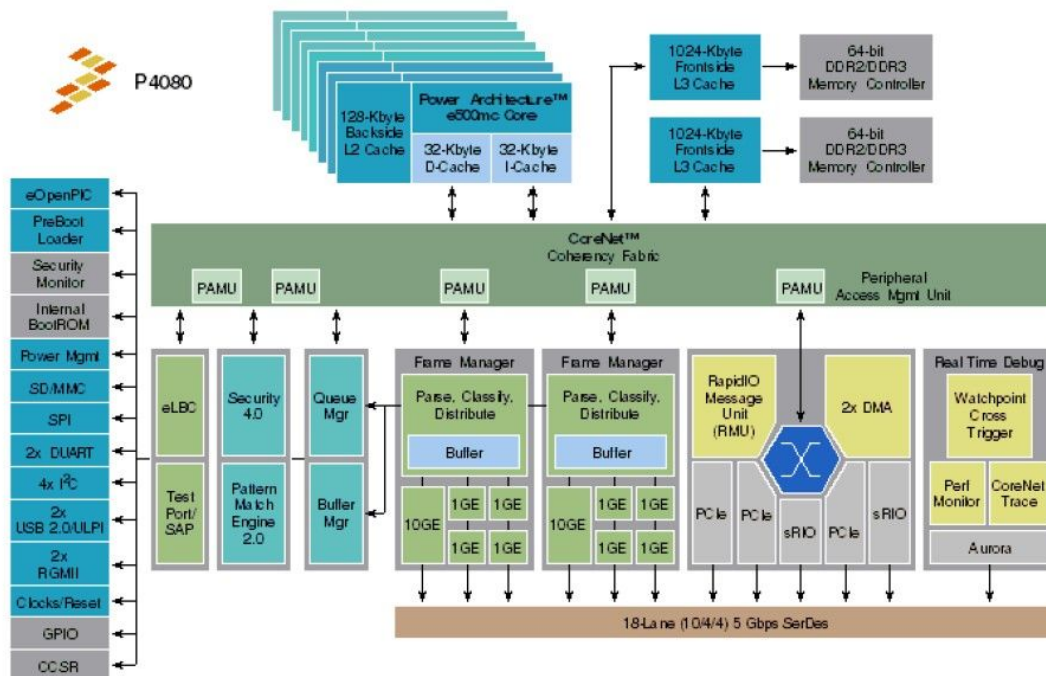 P4080
128-Kbyte
Backside
L2 Cache
Power Architecture™
e500mc Core
32-Kbyte
D-Cache
32-Kbyte
I-Cache
1024-Kbyte
Frontside
L3 Cache
64-bit
DDR2/DDR3
Memory Controller
1024-Kbyte
Frontside
L3 Cache
64-bit
DDR2/DDR3
Memory Controller
eOpenPIC
PreBoot
Loader
Security
Monitor
Internal
BootROM
Power Mgmt
SD/MMC
SPI
2x DUART
4x I²C
2x
USB 2.0/ULPI
2x
RGMII
Clocks/Reset
GPIO
CCSR
CoreNet™
Coherency Fabric
PAMU
PAMU
PAMU
PAMU
PAMU
Peripheral
Access Mgmt Unit
eLBC
Test
Port/
SAP
Security
4.0
Pattern
Match
Engine
2.0
Queue
Mgr
Buffer
Mgr
Frame Manager
Parse, Classify,
Distribute
Buffer
10GE
1GE
1GE
1GE
1GE
Frame Manager
Parse, Classify,
Distribute
Buffer
10GE
1GE
1GE
1GE
1GE
RapidIO
Message
Unit
(RMU)
2x DMA
PCIe
PCIe
sRIO
PCIe
sRIO
Real Time Debug
Watchpoint
Cross
Trigger
Perf
Monitor
CoreNet
Trace
Aurora
18-Lane (10/4/4) 5 Gbps SerDes